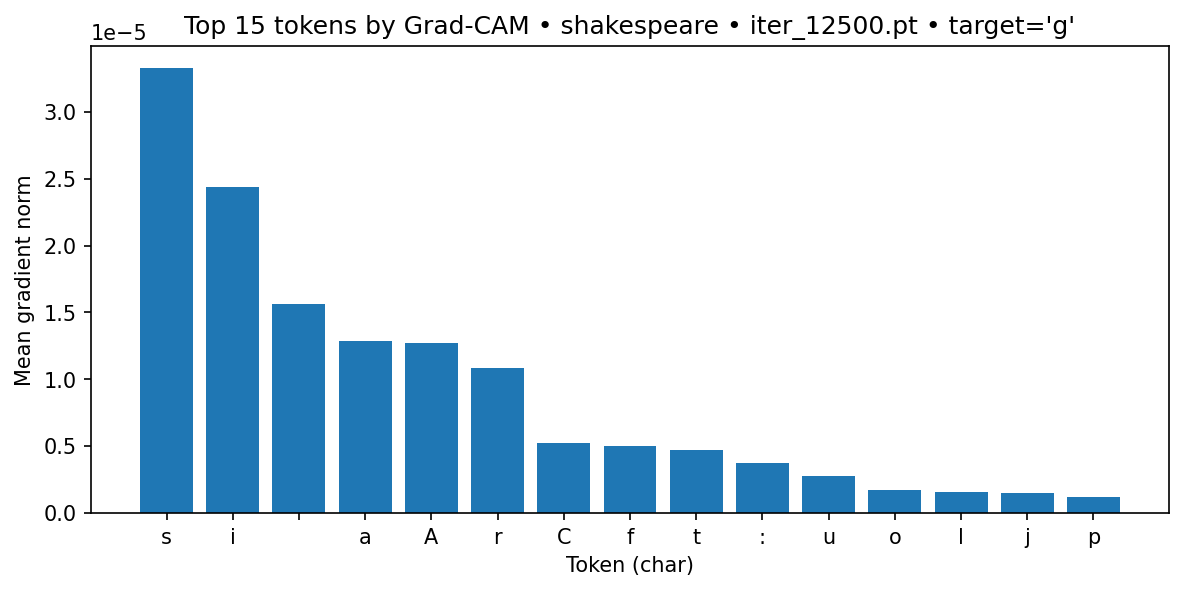 Top 15 tokens by Grad-CAM • shakespeare • iter_12500.pt • target='g'
1e−5
Mean gradient norm
3.0
2.5
2.0
1.5
1.0
0.5
0.0
s i a A r C f t : u o l j p
Token (char)